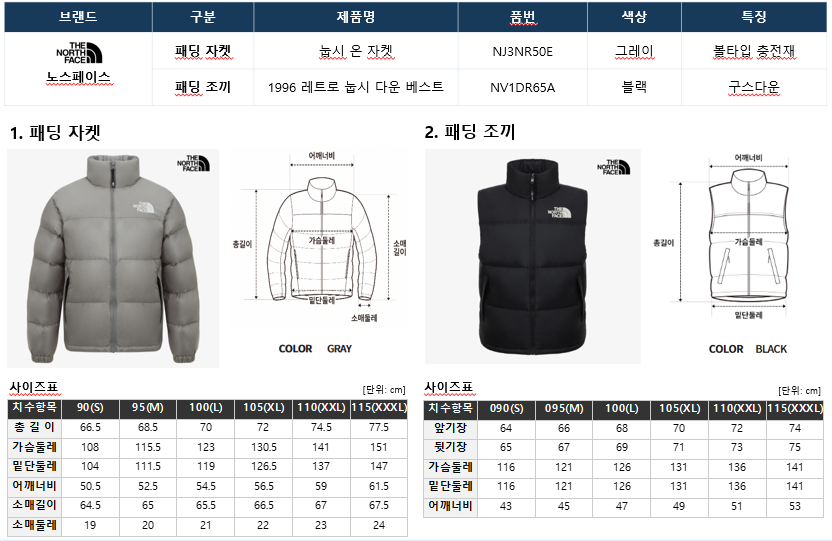 브랜드 구분 제품명 품번 색상 특징
THE NORTH FACE
노스페이스
패딩 자켓 눕시 온 자켓 NJ3NR50E 그레이 볼타입 충전재
패딩 조끼 1996 레트로 눕시 다운 베스트 NV1DR65A 블랙 구스다운
1. 패딩 자켓
THE NORTH FACE
THE NORTH FACE
어깨너비
총길이
가슴둘레
소매길이
밑단둘레
소매둘레
COLOR GRAY
사이즈표
[단위: cm]
치수항목 90(S) 95(M) 100(L) 105(XL) 110(XXL) 115(XXXL)
총 길 이 66.5 68.5 70 72 74.5 77.5
가슴둘레 108 115.5 123 130.5 141 151
밑단둘레 104 111.5 119 126.5 137 147
어깨너비 50.5 52.5 54.5 56.5 59 61.5
소매길이 64.5 65 65.5 66.5 67 67.5
소매둘레 19 20 21 22 23 24
2. 패딩 조끼
THE NORTH FACE
THE NORTH FACE
어깨너비
총길이
가슴둘레
밑단둘레
COLOR BLACK
사이즈표
[단위: cm]
치수항목 090(S) 095(M) 100(L) 105(XL) 110(XXL) 115(XXXL)
앞기장 64 66 68 70 72 74
뒷기장 65 67 69 71 73 75
가슴둘레 116 121 126 131 136 141
밑단둘레 116 121 126 131 136 141
어깨너비 43 45 47 49 51 53